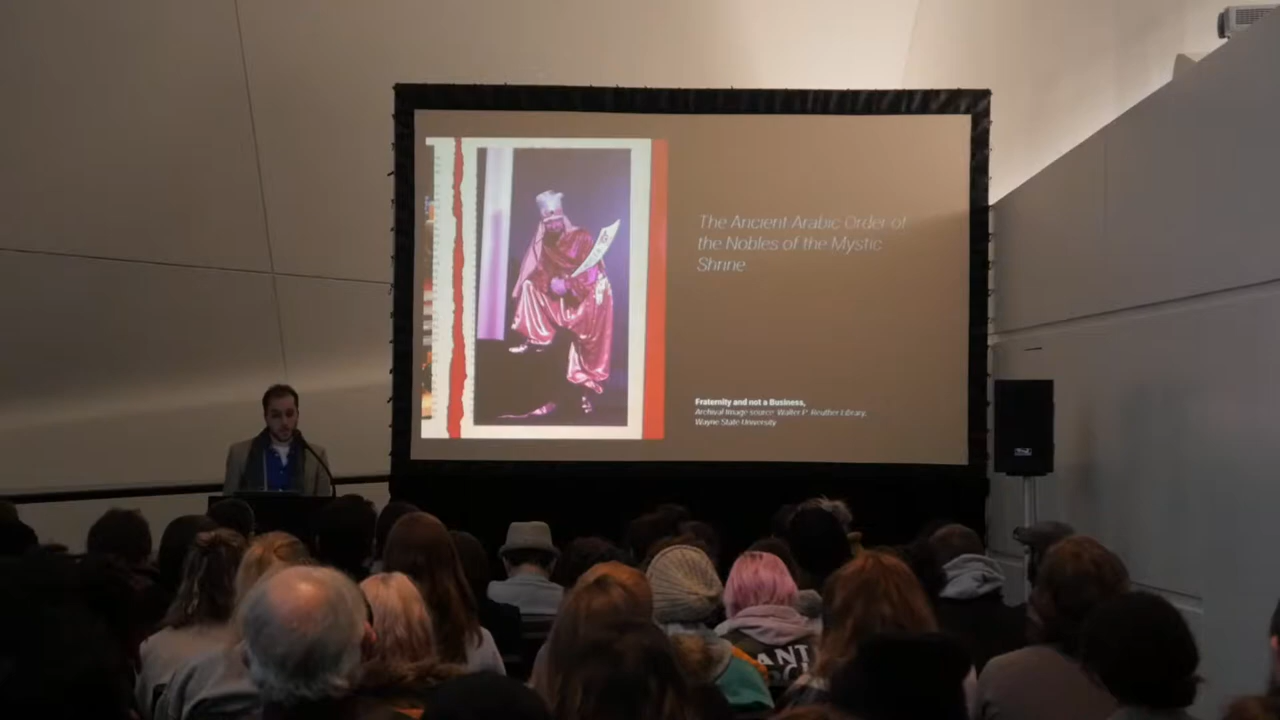 The Ancient Arabic Order of
the Nobles of the Mystic
Shrine
Fraternity and not a Business,
Archival Image source: Walter P. Reuther Library,
Wayne State University
ANT